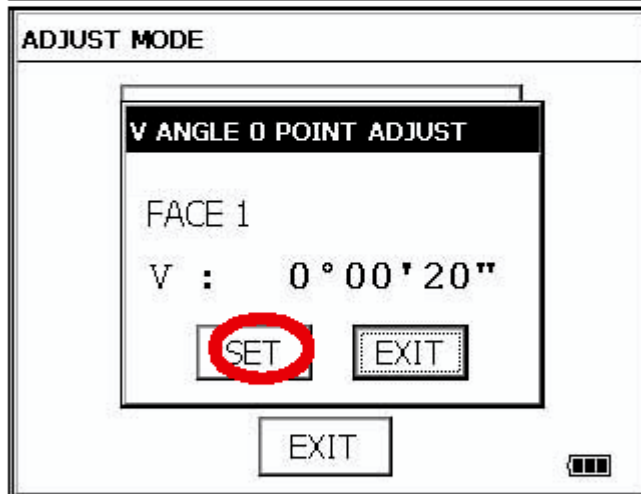 ADJUST MODE
V ANGLE 0 POINT ADJUST
FACE 1
V : 0°00'20"
SET EXIT
EXIT